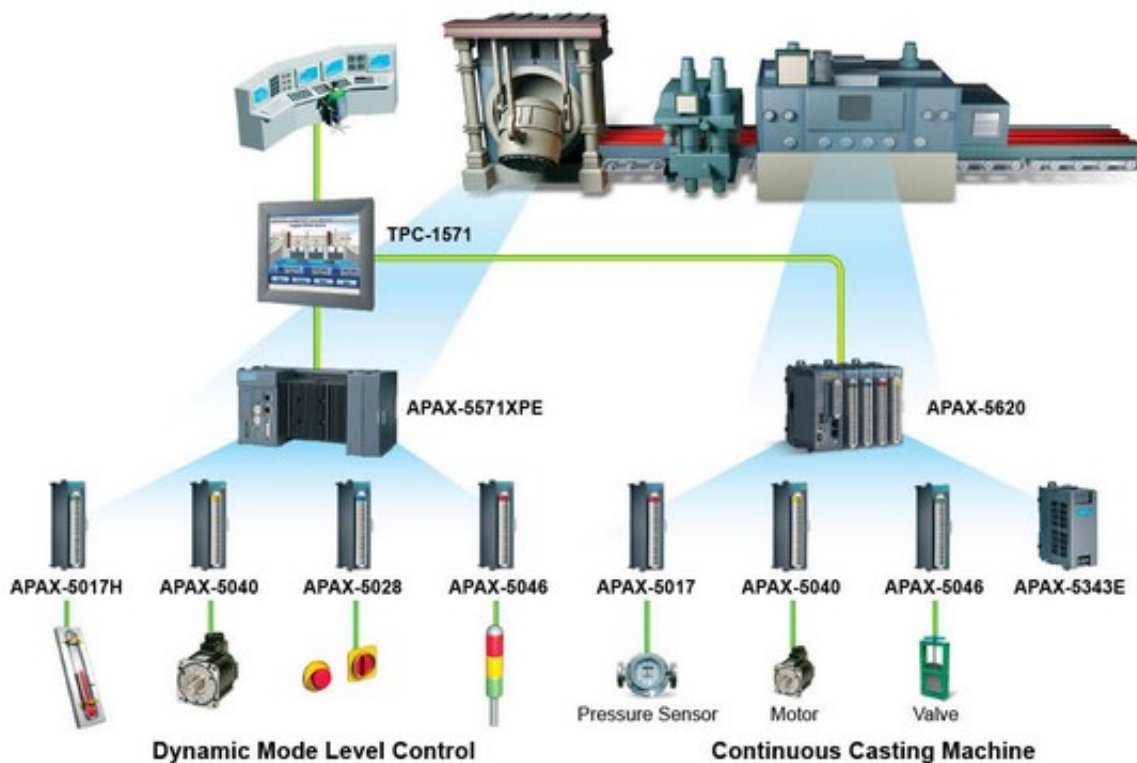 TPC-1571
APAX-5571XPE
APAX-5620
APAX-5017H
APAX-5040
APAX-5028
APAX-5046
APAX-5017
APAX-5040
APAX-5046
APAX-5343E
Pressure Sensor
Motor
Valve
Dynamic Mode Level Control
Continuous Casting Machine